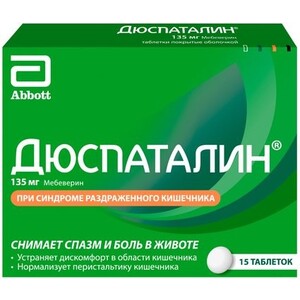 ДЮСПАТАЛИН®
135 мг Мебеверин
таблетки покрытые оболочкой
Abbott
ДЮСПАТАЛИН®
135 мг Мебеверин
ПРИ СИНДРОМЕ РАЗДРАЖЕННОГО КИШЕЧНИКА
СНИМАЕТ СПАЗМ И БОЛЬ В ЖИВОТЕ
• Устраняет дискомфорт в области кишечника
• Нормализует перистальтику кишечника
15 ТАБЛЕТОК